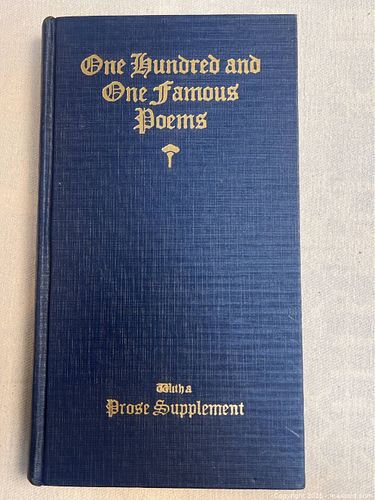 One Hundred and
One Famous
Poems
With a
Prose Supplement